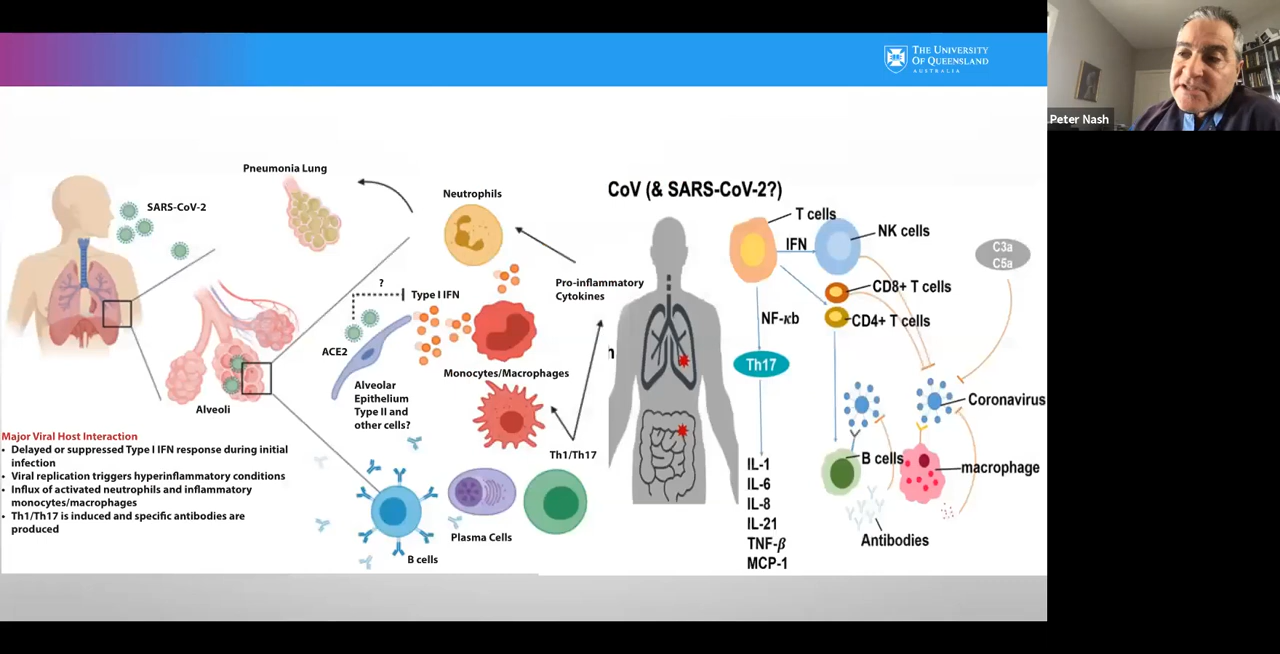 THE UNIVERSITY
OF QUEENSLAND
AUSTRALIA
Peter Nash
Pneumonia Lung
SARS-CoV-2
Neutrophils
?
Type I IFN
Pro-inflammatory
Cytokines
ACE2
Monocytes/Macrophages
Alveolar
Epithelium
Type II and
other cells?
Alveoli
Th1/Th17
Plasma Cells
B cells
Major Viral Host Interaction
• Delayed or suppressed Type I IFN response during initial
infection
• Viral replication triggers hyperinflammatory conditions
• Influx of activated neutrophils and inflammatory
monocytes/macrophages
• Th1/Th17 is induced and specific antibodies are
produced
CoV (& SARS-CoV-2?)
T cells
IFN
NK cells
C3a
C5a
CD8+ T cells
NF-κb
CD4+ T cells
Th17
Coronavirus
B cells
macrophage
IL-1
IL-6
IL-8
IL-21
TNF-β
MCP-1
Antibodies